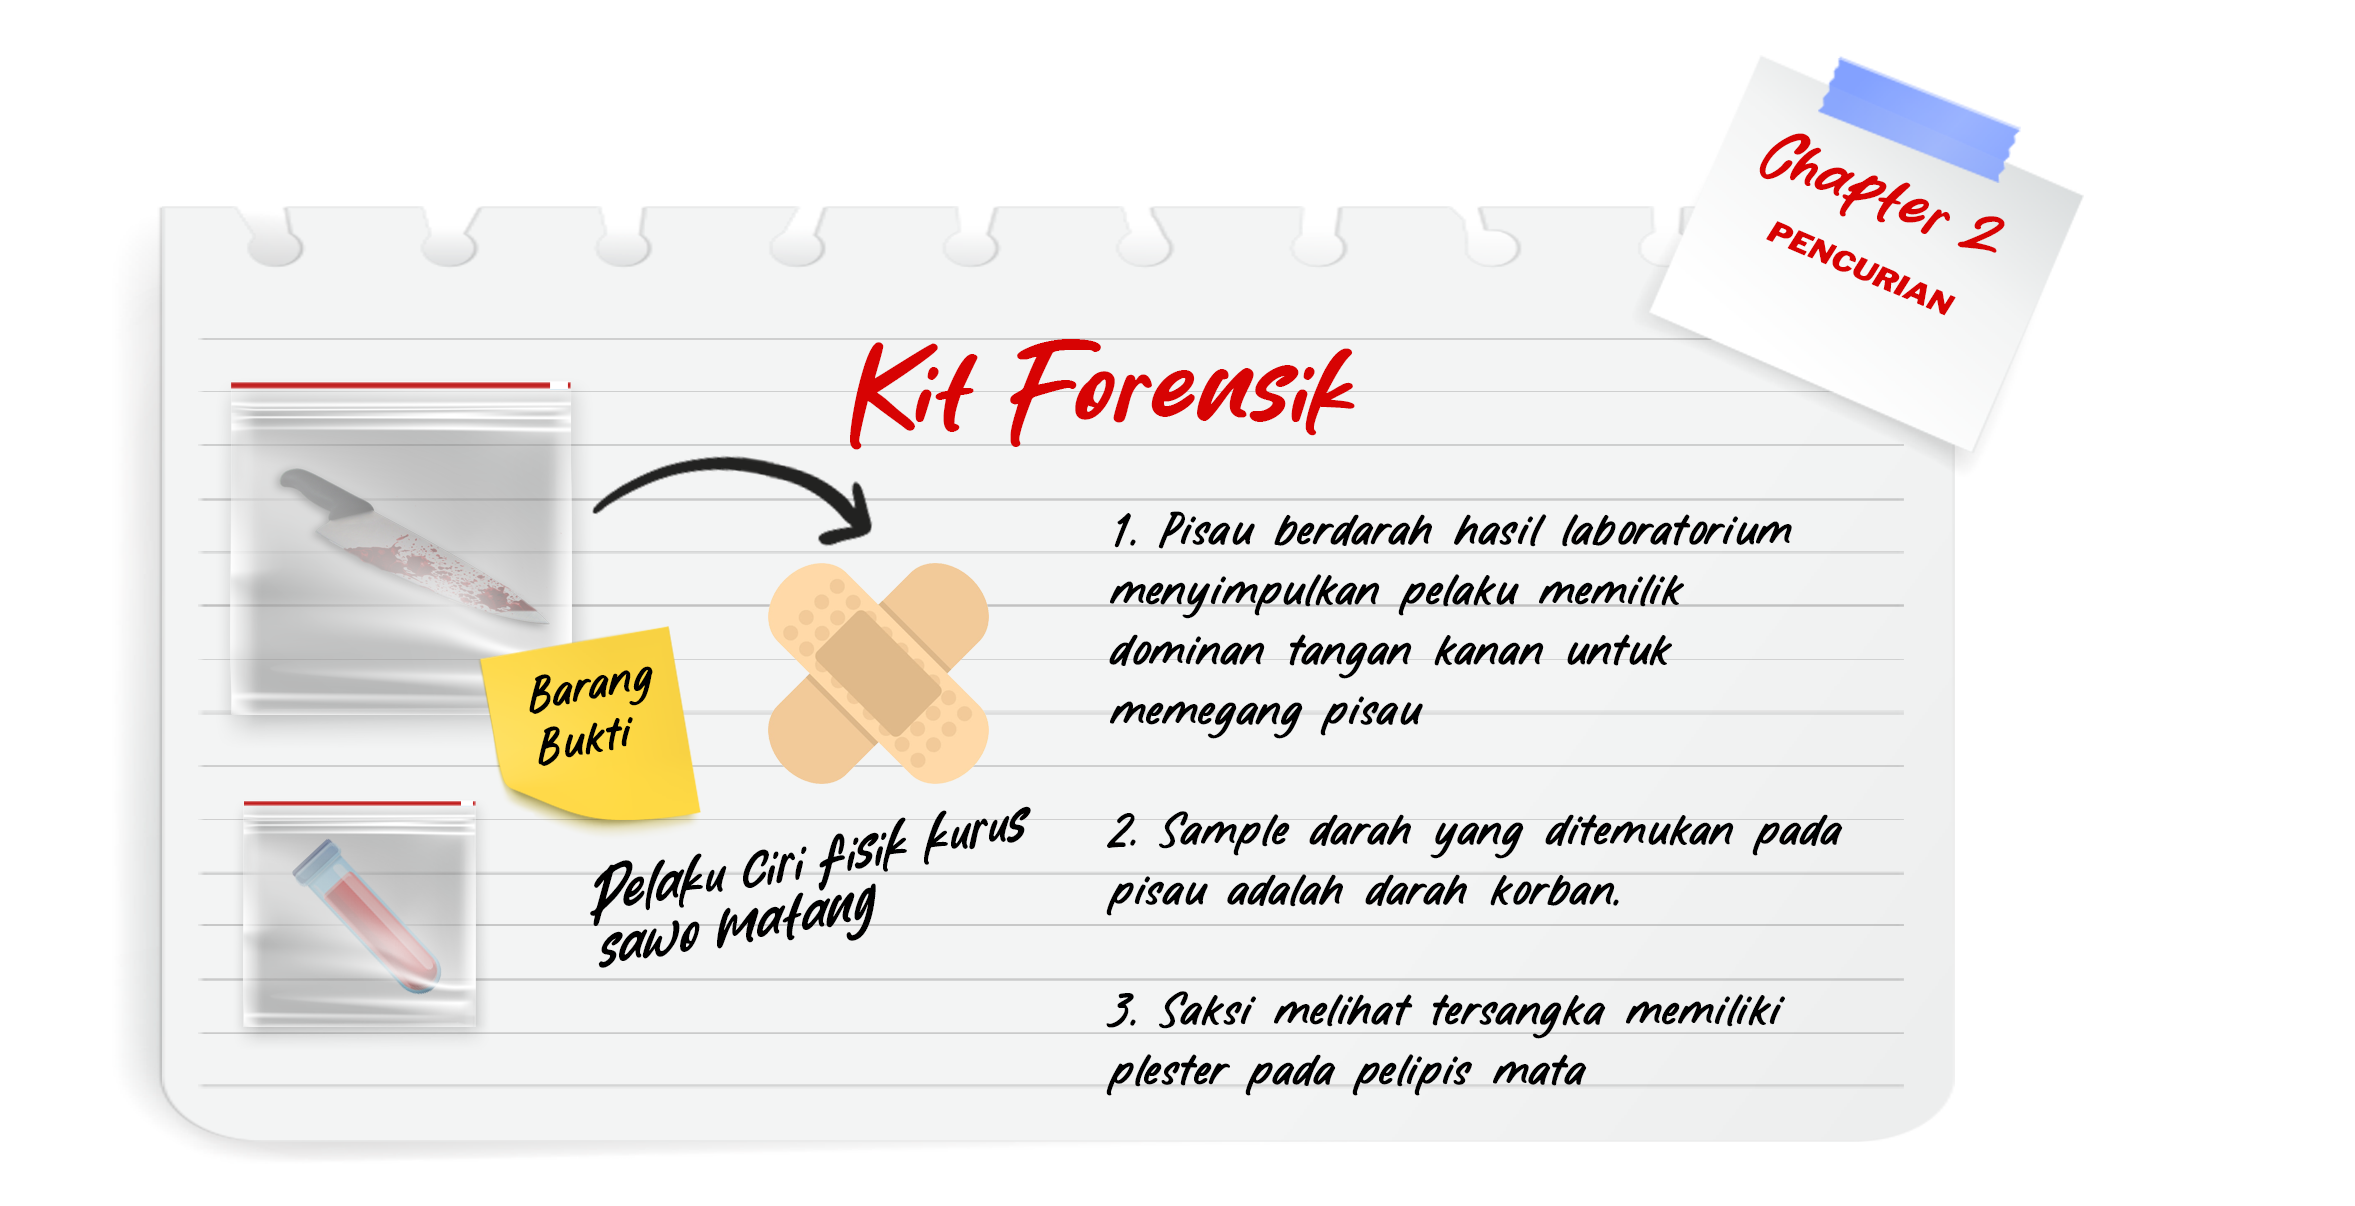 Chapter 2
PENCURIAN
Kit Forensik
Barang
Bukti
Pelaku Ciri fisik kurus
sawo matang
1. Pisau berdarah hasil laboratorium
menyimpulkan pelaku memilik
dominan tangan kanan untuk
memegang pisau
2. Sample darah yang ditemukan pada
pisau adalah darah korban.
3. Saksi melihat tersangka memiliki
plester pada pelipis mata